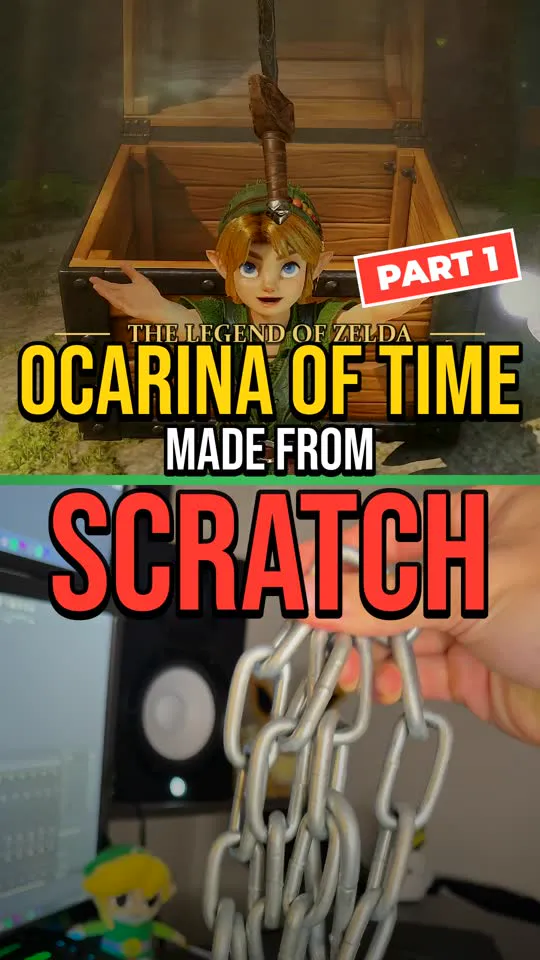 PART 1
THE LEGEND OF ZELDA
OCARINA OF TIME
MADE FROM
SCRATCH